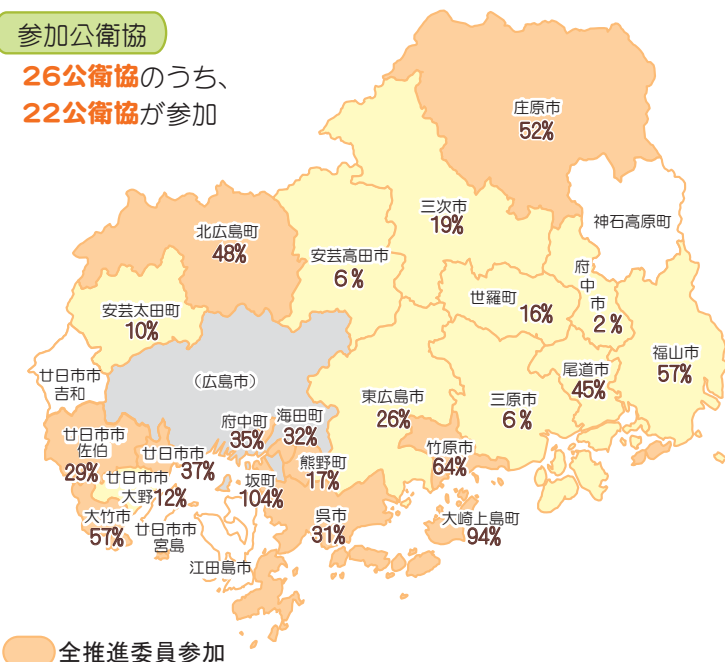 参加公衛協
26公衛協のうち、
22公衛協が参加
庄原市
52%
三次市
19%
神石高原町
北広島町
48%
安芸高田市
6%
府中市
2%
世羅町
16%
安芸太田町
10%
福山市
57%
尾道市
45%
廿日市市
吉和
(広島市)
東広島市
26%
三原市
6%
府中町
35%
海田町
32%
廿日市市
佐伯
29%
廿日市市
37%
熊野町
17%
竹原市
64%
廿日市市
大野12%
坂町
104%
大竹市
57%
廿日市市
宮島
呉市
31%
大崎上島町
94%
江田島市
全推進委員参加